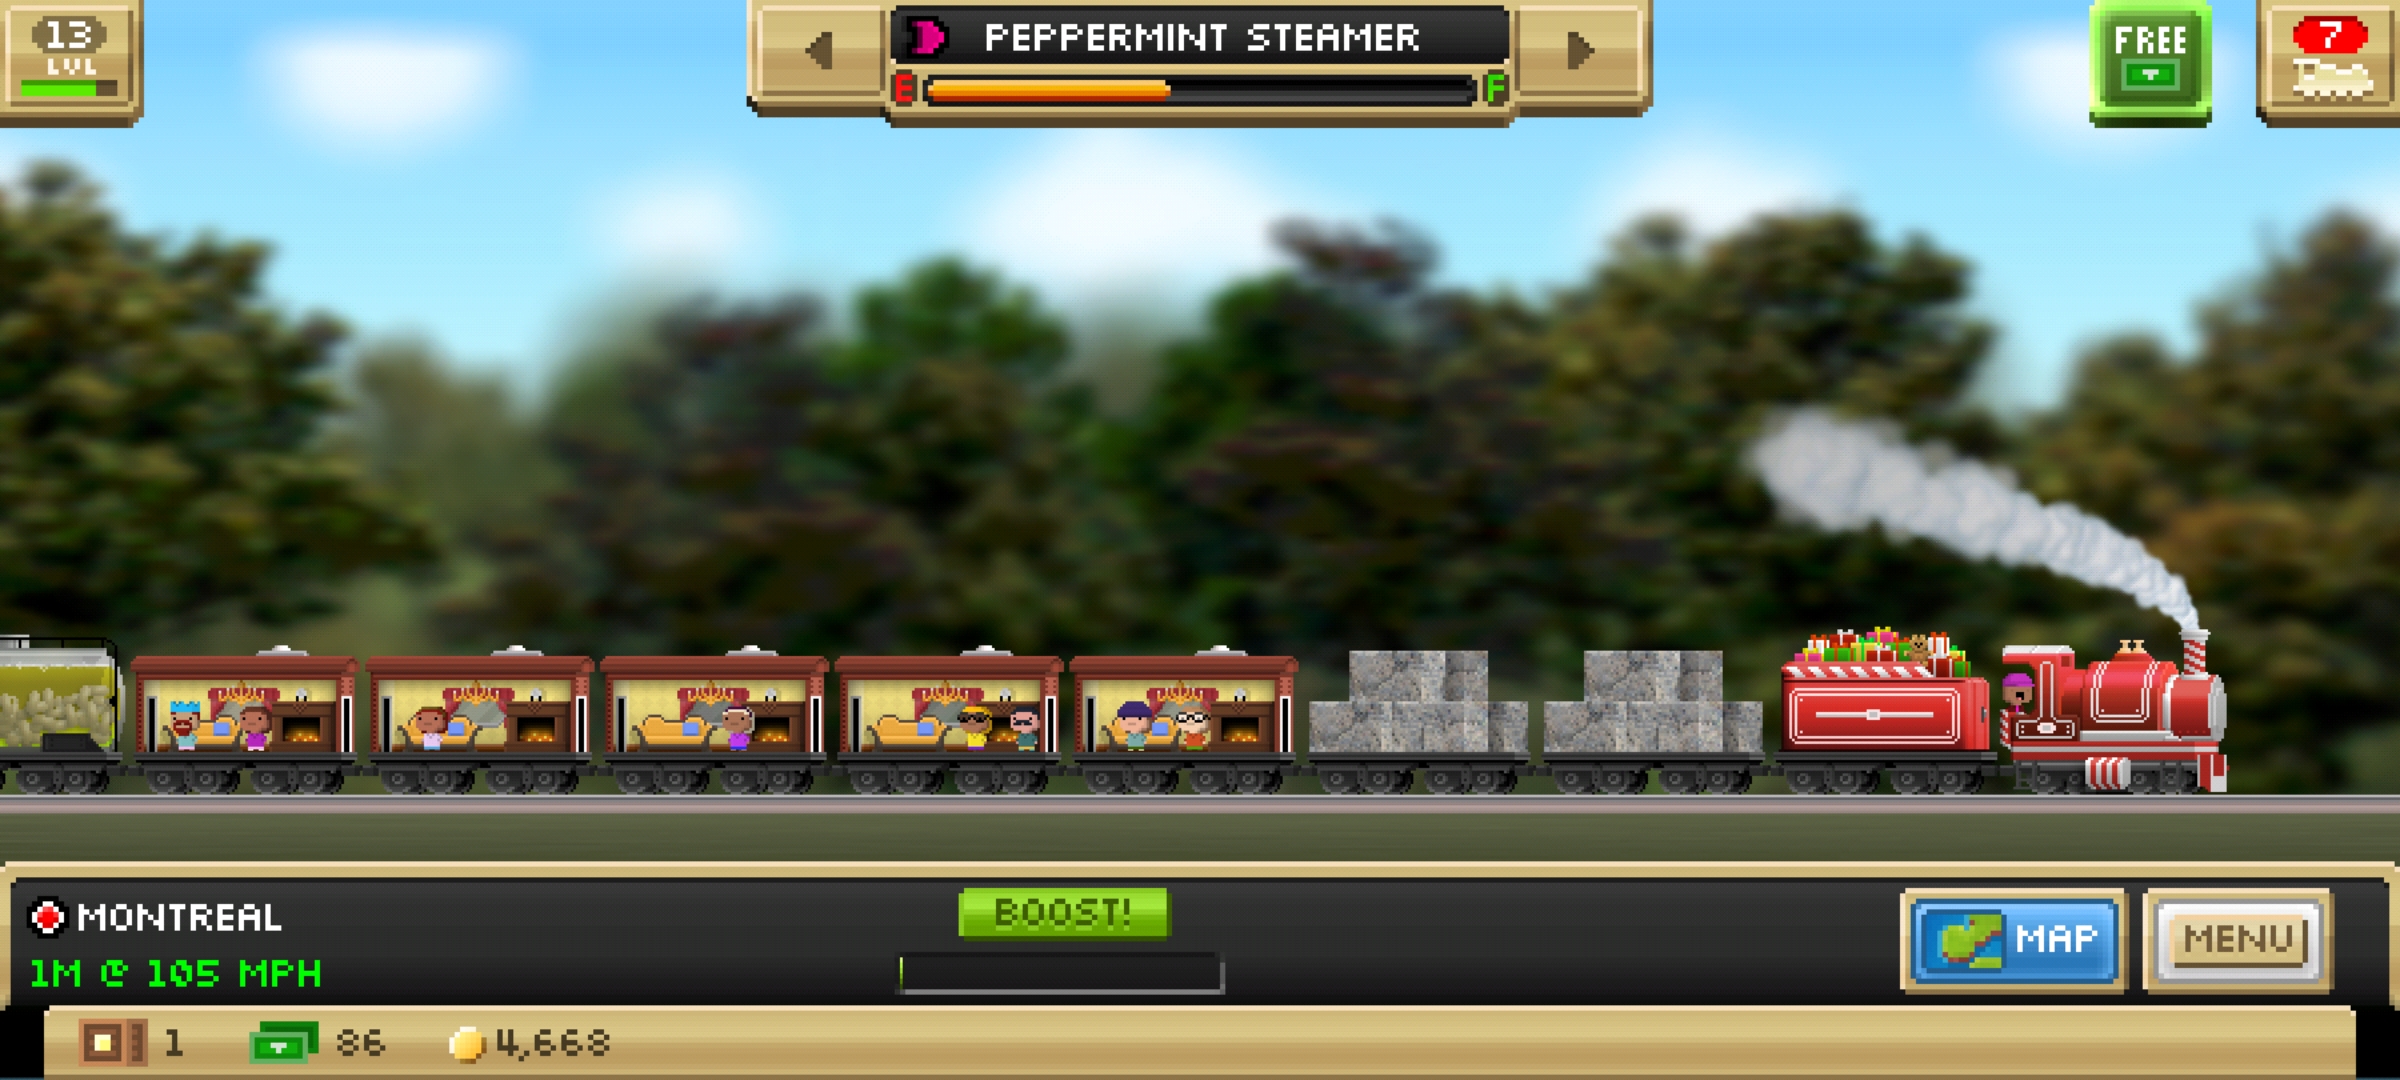 13
LVL
PEPPERMINT STEAMER
E
F
FREE
7
MONTREAL
1M @ 105 MPH
BOOST!
MAP
MENU
1
86
4,668